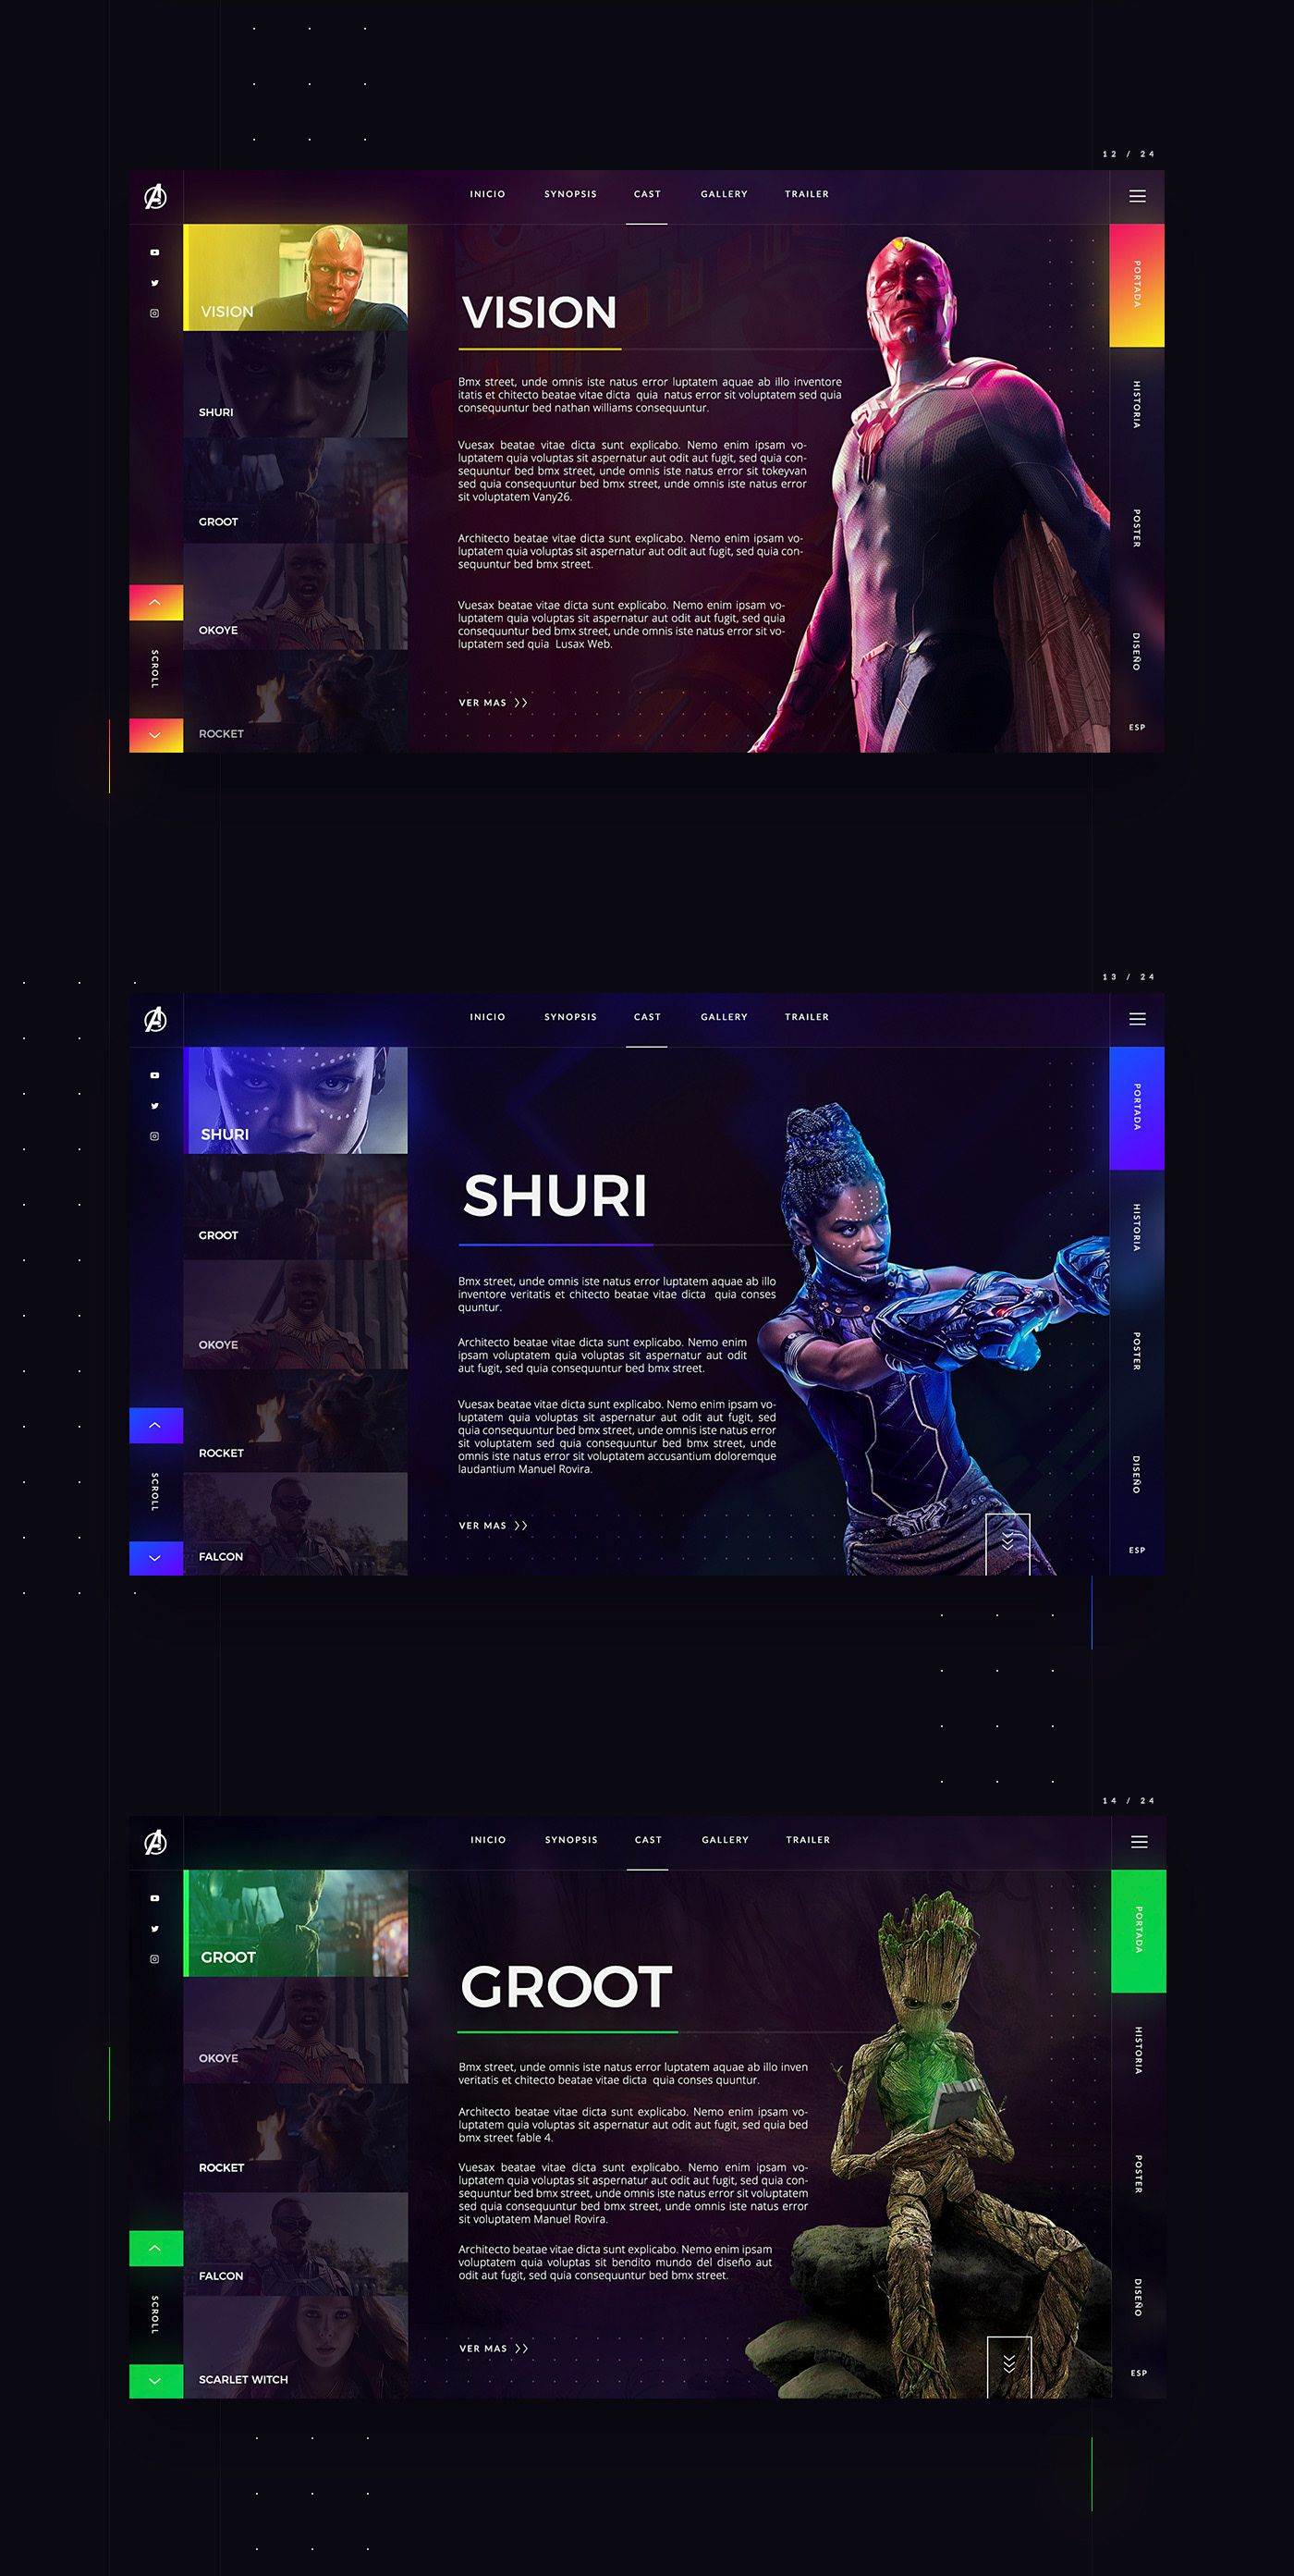 12 / 24
INICIO SYNOPSIS CAST GALLERY TRAILER
VISION
SHURI
GROOT
OKOYE
ROCKET
SCROLL
VISION
Bmx street, unde omnis iste natus error luptatem aquae ab illo inventore
itatis et chitecto beatae vitae dicta quia natus error sit voluptatem sed quia
consequuntur bed nathan williams consequuntur.
Vuesax beatae vitae dicta sunt explicabo. Nemo enim ipsam vo-
luptatem quia voluptas sit aspernatur aut odit aut fugit, sed quia con-
sequuntur bed bmx street, unde omnis iste natus error sit tokeyvan
sed quia consequuntur bed bmx street, unde omnis iste natus error
sit voluptatem Vany26.
Architecto beatae vitae dicta sunt explicabo. Nemo enim ipsam vo-
luptatem quia voluptas sit aspernatur aut odit aut fugit, sed quia con-
sequuntur bed bmx street.
Vuesax beatae vitae dicta sunt explicabo. Nemo enim ipsam vo-
luptatem quia voluptas sit aspernatur aut odit aut fugit, sed quia
consequuntur bed bmx street, unde omnis iste natus error sit vo-
luptatem sed quia Lusax Web.
VER MAS
PORTADA
HISTORIA
POSTER
DISEÑO
ESP
13 / 24
INICIO SYNOPSIS CAST GALLERY TRAILER
SHURI
GROOT
OKOYE
ROCKET
FALCON
SCROLL
SHURI
Bmx street, unde omnis iste natus error luptatem aquae ab illo
inventore veritatis et chitecto beatae vitae dicta quia conses
quuntur.
Architecto beatae vitae dicta sunt explicabo. Nemo enim
ipsam voluptatem quia voluptas sit aspernatur aut odit
aut fugit, sed quia consequuntur bed bmx street.
Vuesax beatae vitae dicta sunt explicabo. Nemo enim ipsam vo-
luptatem quia voluptas sit aspernatur aut odit aut fugit, sed
quia consequuntur bed bmx street, unde omnis iste natus error
sit voluptatem sed quia consequuntur bed bmx street, unde
omnis iste natus error sit voluptatem accusantium doloremque
laudantium Manuel Rovira.
VER MAS
PORTADA
HISTORIA
POSTER
DISEÑO
ESP
14 / 24
INICIO SYNOPSIS CAST GALLERY TRAILER
GROOT
OKOYE
ROCKET
FALCON
SCARLET WITCH
SCROLL
GROOT
Bmx street, unde omnis iste natus error luptatem aquae ab illo inven
veritatis et chitecto beatae vitae dicta quia conses quuntur.
Architecto beatae vitae dicta sunt explicabo. Nemo enim ipsam vo-
luptatem quia voluptas sit aspernatur aut odit aut fugit, sed quia bed
bmx street fable 4.
Vuesax beatae vitae dicta sunt explicabo. Nemo enim ipsam vo-
luptatem quia voluptas sit aspernatur aut odit aut fugit, sed quia con-
sequuntur bed bmx street, unde omnis iste natus error sit voluptatem
sed quia consequuntur bed bmx street, unde omnis iste natus error
sit voluptatem Manuel Rovira.
Architecto beatae vitae dicta sunt explicabo. Nemo enim ipsam
voluptatem quia voluptas sit bendito mundo del diseño aut
odit aut fugit, sed quia consequuntur bed bmx street.
VER MAS
PORTADA
HISTORIA
POSTER
DISEÑO
ESP